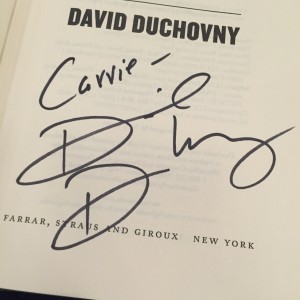 DAVID DUCHOVNY
Carrie –
FARRAR, STRAUS AND GIROUX NEW YORK